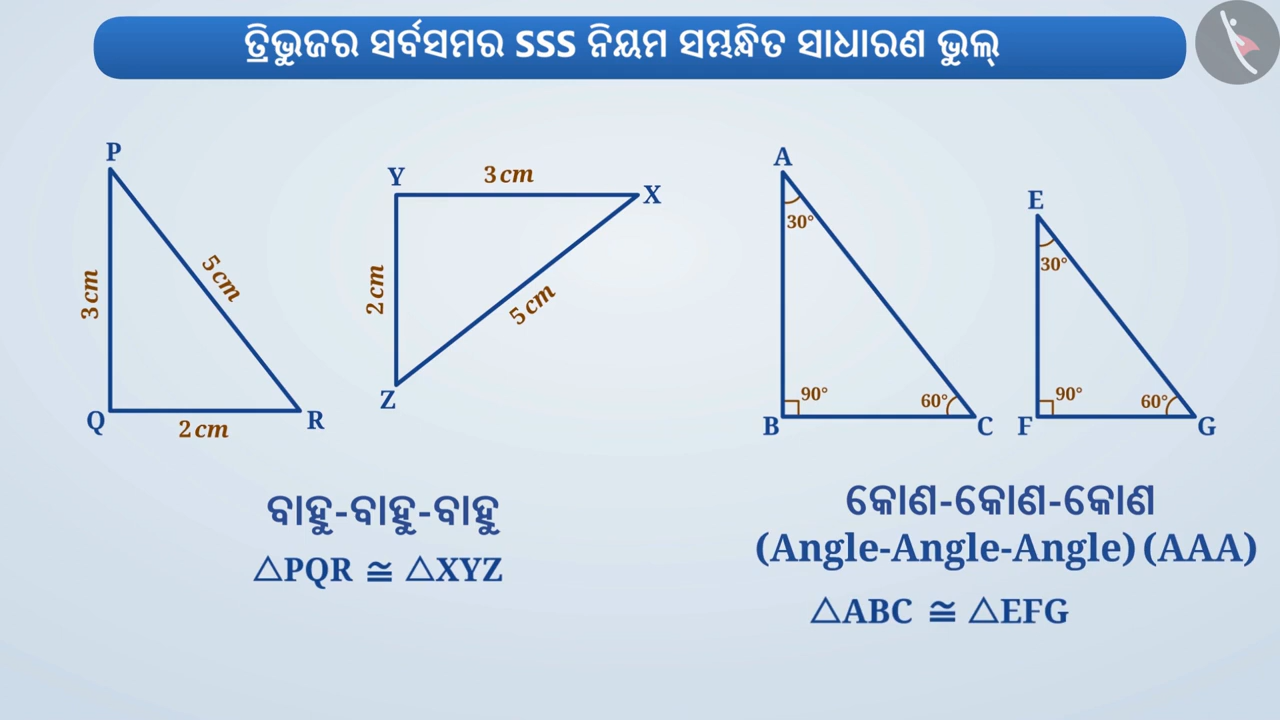 ତ୍ରିଭୁଜର ସର୍ବସମର SSS ନିୟମ ସମ୍ଭନ୍ଧିତ ସାଧାରଣ ଭୁଲ୍
P
3 cm
5 cm
Q
2 cm
R
Y
3 cm
X
2 cm
5 cm
Z
A
30°
90°
60°
B
C
E
30°
90°
60°
F
G
ବାହୁ-ବାହୁ-ବାହୁ
△PQR ≅ △XYZ
କୋଣ-କୋଣ-କୋଣ
(Angle-Angle-Angle) (AAA)
△ABC ≅ △EFG